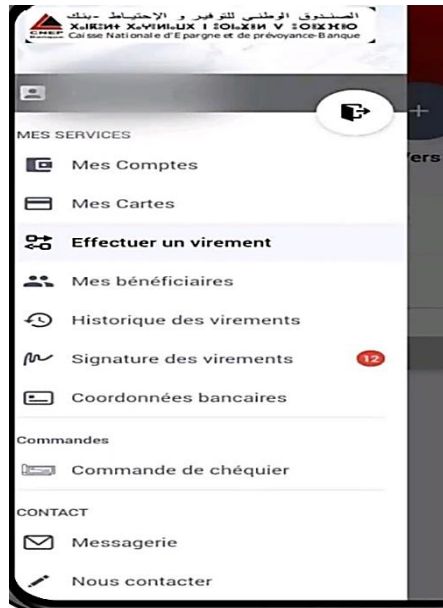 الصندوق الوطني للتوفير و الإحتياط -بنك
CNEP
Banque
Caisse Nationale d'Epargne et de prévoyance-Banque
MES SERVICES
Mes Comptes
Mes Cartes
Effectuer un virement
Mes bénéficiaires
Historique des virements
Signature des virements 12
Coordonnées bancaires
Commandes
Commande de chéquier
CONTACT
Messagerie
Nous contacter